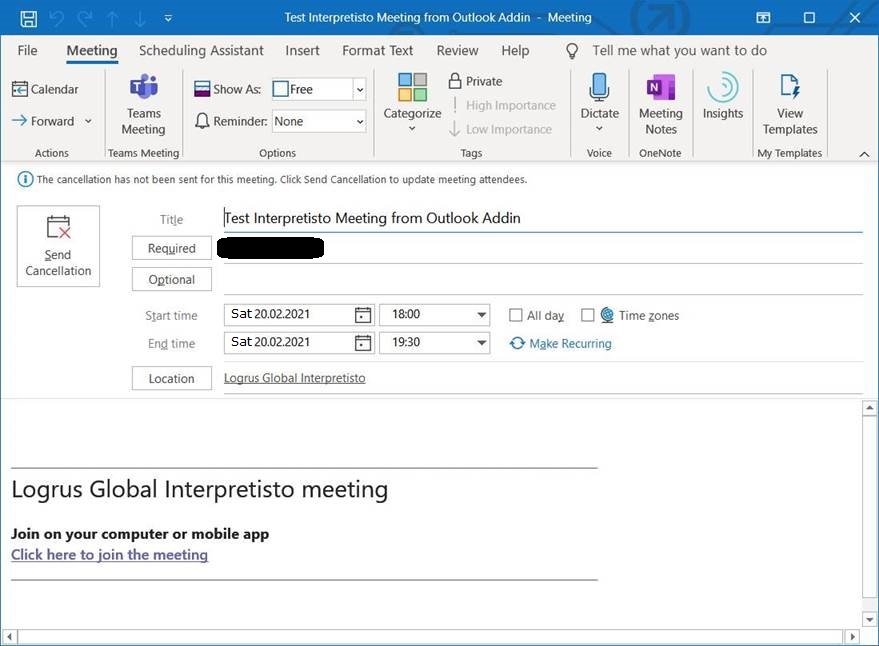 Test Interpretisto Meeting from Outlook Addin - Meeting
File Meeting Scheduling Assistant Insert Format Text Review Help Tell me what you want to do
Calendar
Forward
Actions
Teams
Meeting
Teams Meeting
Show As: Free
Reminder: None
Options
Categorize
Private
High Importance
Low Importance
Tags
Dictate
Voice
Meeting
Notes
OneNote
Insights
View
Templates
My Templates
The cancellation has not been sent for this meeting. Click Send Cancellation to update meeting attendees.
Send
Cancellation
Title Test Interpretisto Meeting from Outlook Addin
Required
Optional
Start time Sat 20.02.2021 18:00 All day Time zones
End time Sat 20.02.2021 19:30 Make Recurring
Location Logrus Global Interpretisto
Logrus Global Interpretisto meeting
Join on your computer or mobile app
Click here to join the meeting